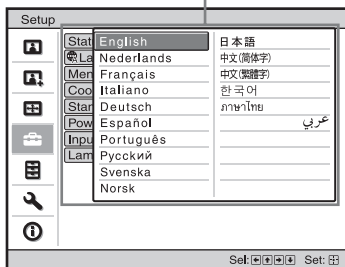 Setup
Stat
La
Men
Coo
Star
Pow
Inpu
Lam
English
Nederlands
Français
Italiano
Deutsch
Español
Português
Русский
Svenska
Norsk
日本語
中文(简体字)
中文(繁體字)
한국어
ภาษาไทย
عربي
Sel: Set: